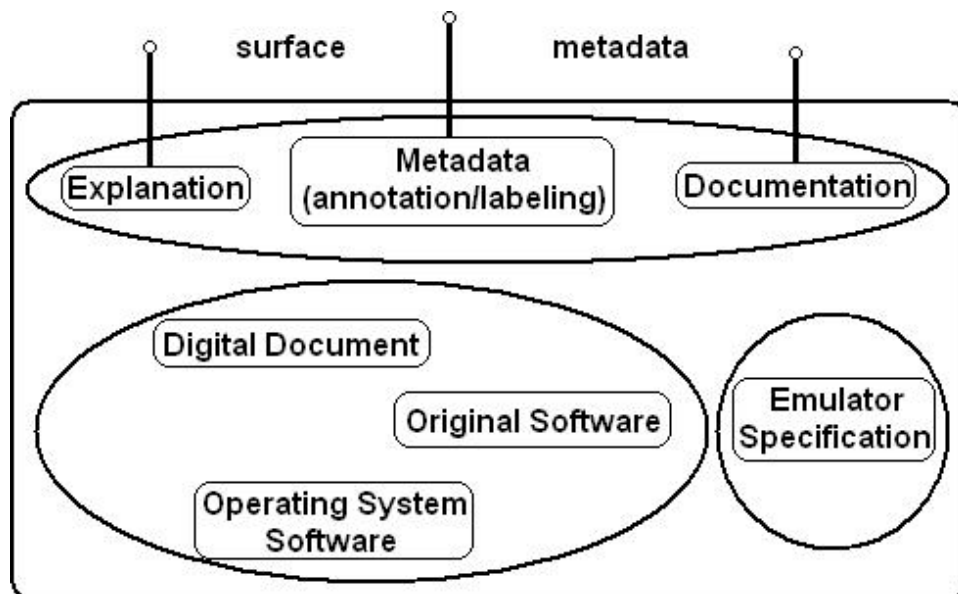 surface metadata
Explanation
Metadata
(annotation/labeling)
Documentation
Digital Document
Original Software
Operating System
Software
Emulator
Specification